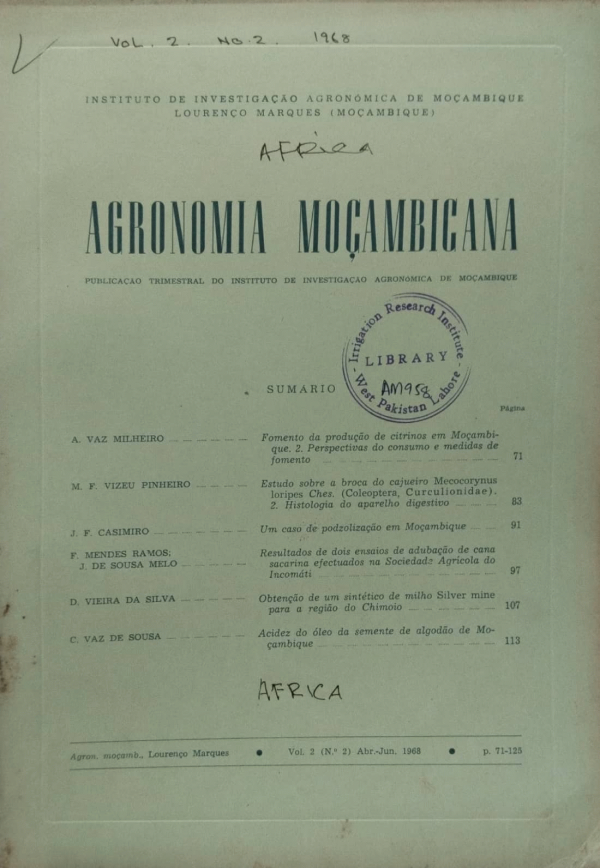 VOL. 2. NO. 2. 1968
INSTITUTO DE INVESTIGAÇÃO AGRONÓMICA DE MOÇAMBIQUE
LOURENÇO MARQUES (MOÇAMBIQUE)
AFRICA
AGRONOMIA MOÇAMBICANA
PUBLICAÇÃO TRIMESTRAL DO INSTITUTO DE INVESTIGAÇÃO AGRONÓMICA DE MOÇAMBIQUE
Irrigation Research Institute
LIBRARY
West Pakistan Lahore
SUMARIO
Página
A. VAZ MILHEIRO — — — — — Fomento da produção de citrinos em Moçambi-
que. 2. Perspectivas do consumo e medidas de
fomento — — — — — 71
M. F. VIZEU PINHEIRO — — — — Estudo sobre a broca do cajueiro Mecocorynus
loripes Ches. (Coleoptera, Curculionidae).
2. Histologia do aparelho digestivo — — — 83
J. F. CASIMIRO — — — — — Um caso de podzolização em Moçambique — — 91
F. MENDES RAMOS; Resultados de dois ensaios de adubação de cana
J. DE SOUSA MELO — — — — sacarina efectuados na Sociedade Agrícola do
Incomáti — — — — — 97
D. VIEIRA DA SILVA — — — — Obtenção de um sintético de milho Silver mine
para a região do Chimoio — — — — 107
C. VAZ DE SOUSA — — — — Acidez do óleo da semente de algodão de Mo-
çambique — — — — — 113
AFRICA
Agron. moçamb., Lourenço Marques ● Vol. 2 (N.º 2) Abr.-Jun. 1968 ● p. 71-125